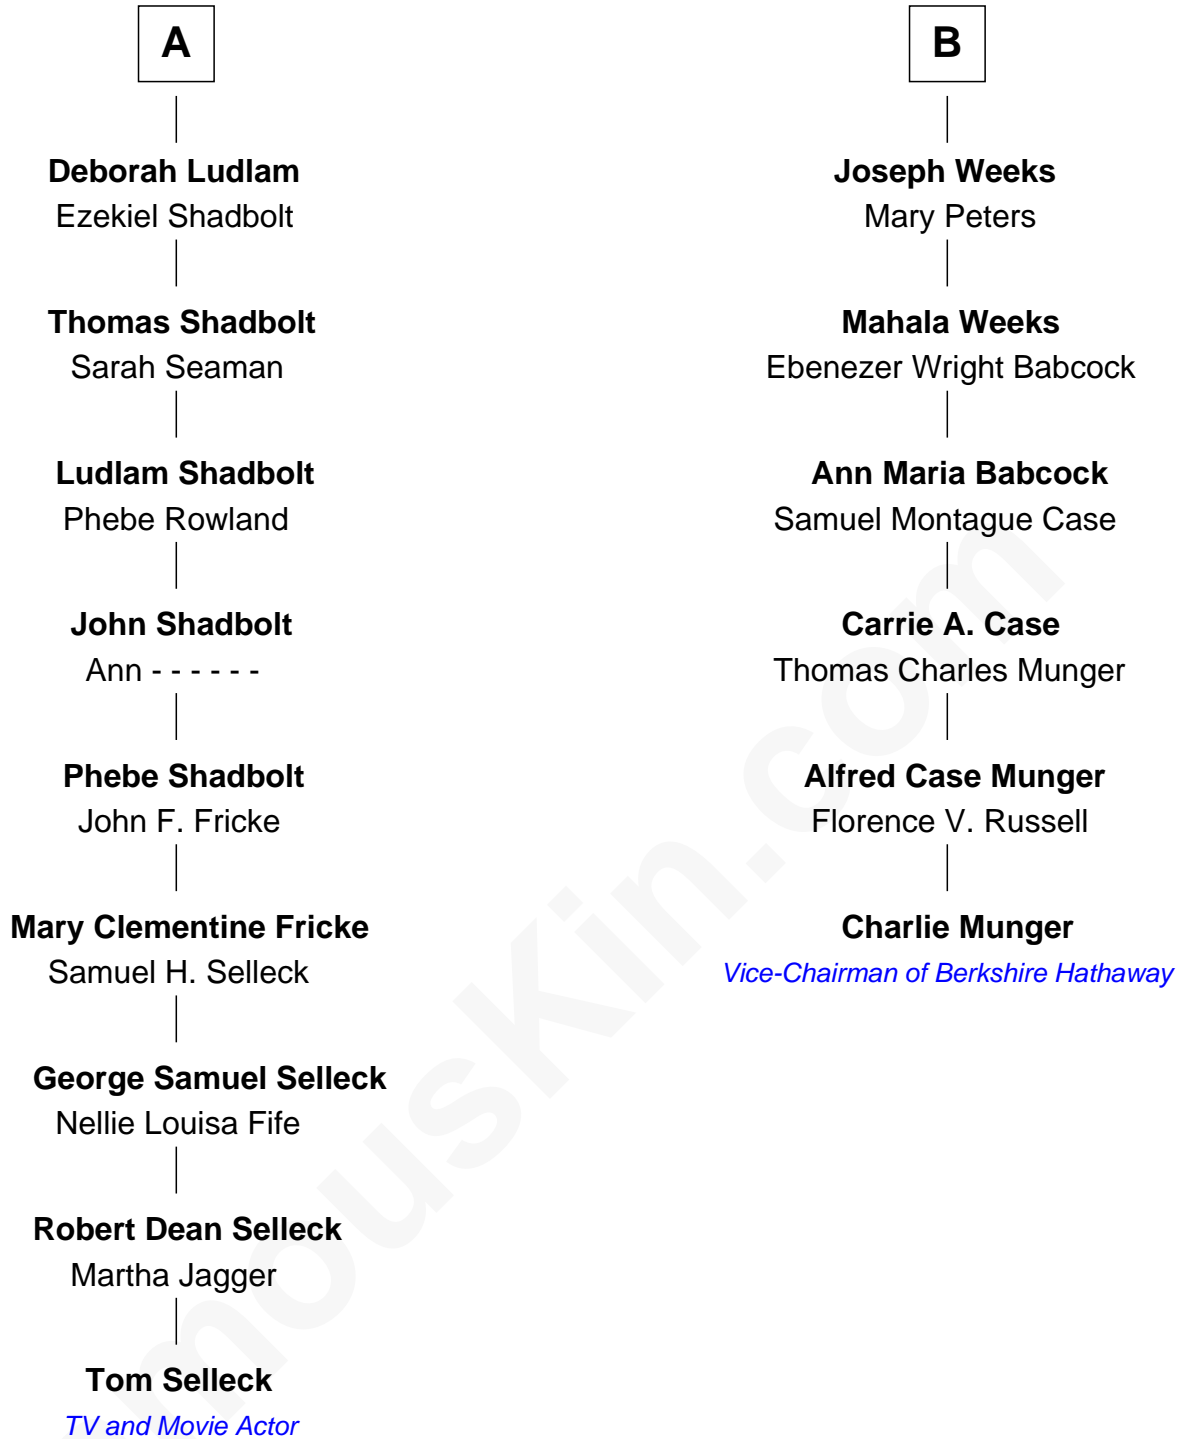 A
Deborah Ludlam
Ezekiel Shadbolt
Thomas Shadbolt
Sarah Seaman
Ludlam Shadbolt
Phebe Rowland
John Shadbolt
Ann - - - - - -
Phebe Shadbolt
John F. Fricke
Mary Clementine Fricke
Samuel H. Selleck
George Samuel Selleck
Nellie Louisa Fife
Robert Dean Selleck
Martha Jagger
Tom Selleck
TV and Movie Actor
B
Joseph Weeks
Mary Peters
Mahala Weeks
Ebenezer Wright Babcock
Ann Maria Babcock
Samuel Montague Case
Carrie A. Case
Thomas Charles Munger
Alfred Case Munger
Florence V. Russell
Charlie Munger
Vice-Chairman of Berkshire Hathaway
mouskin.com